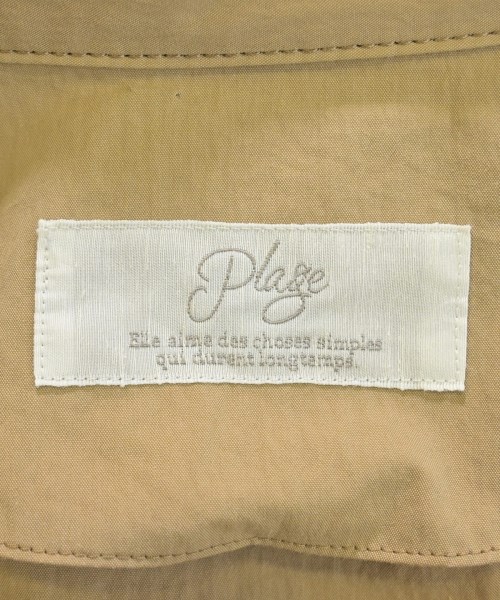 Plage
Elle aime des choses simples
qui durent longtemps.